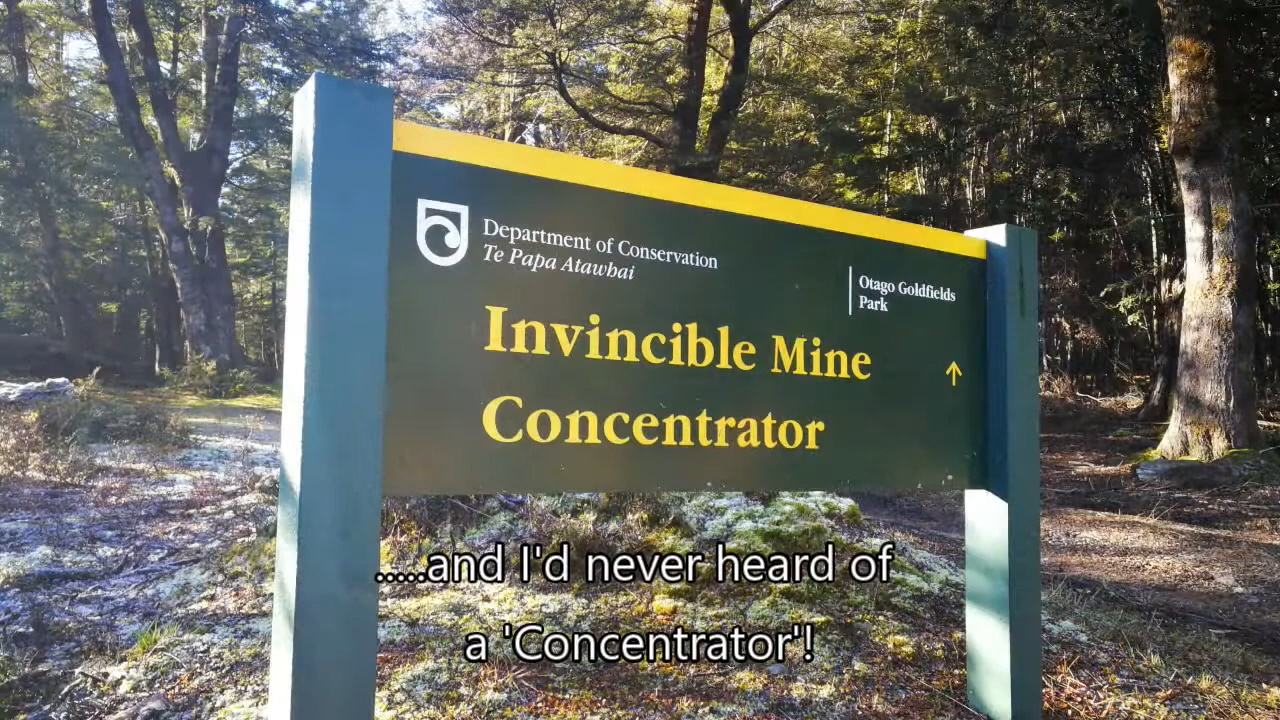 Department of Conservation
Te Papa Atawhai
Otago Goldfields
Park
Invincible Mine
Concentrator
↑
.....and I'd never heard of
a 'Concentrator'!